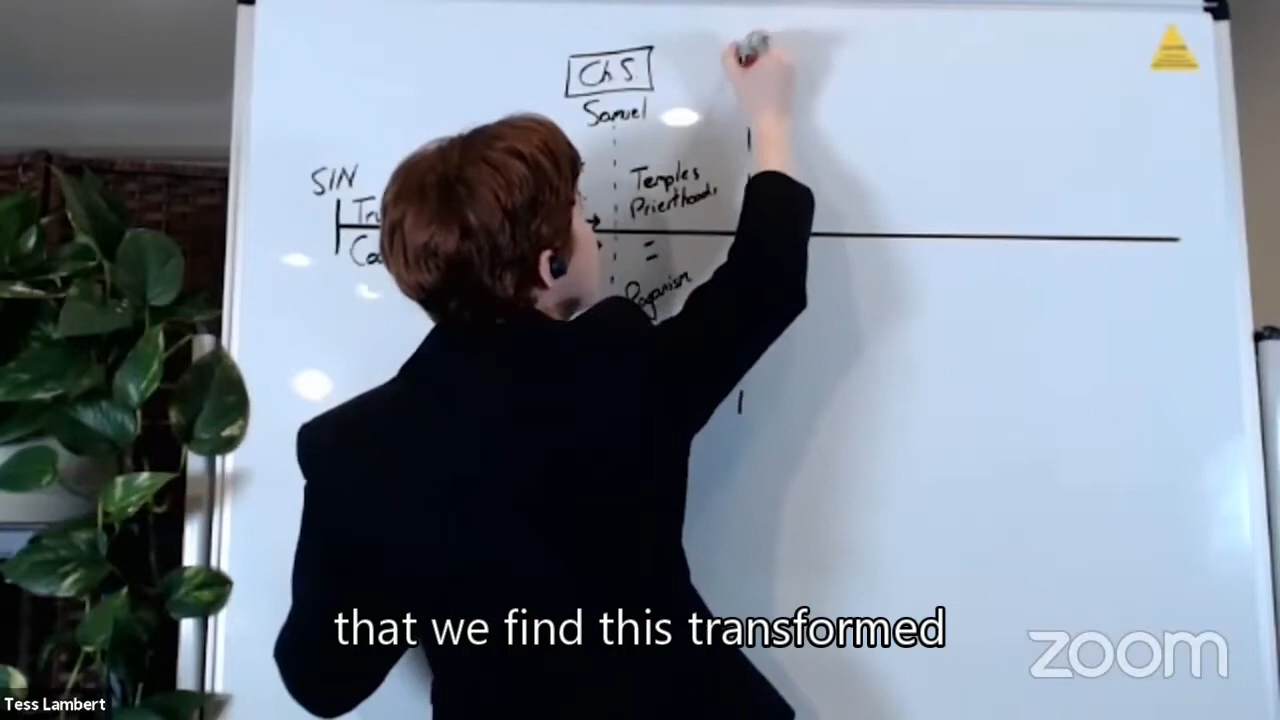 Ch 5
Samuel
SIN
Temples
Priesthoods
=
Paganism
that we find this transformed
zoom
Tess Lambert